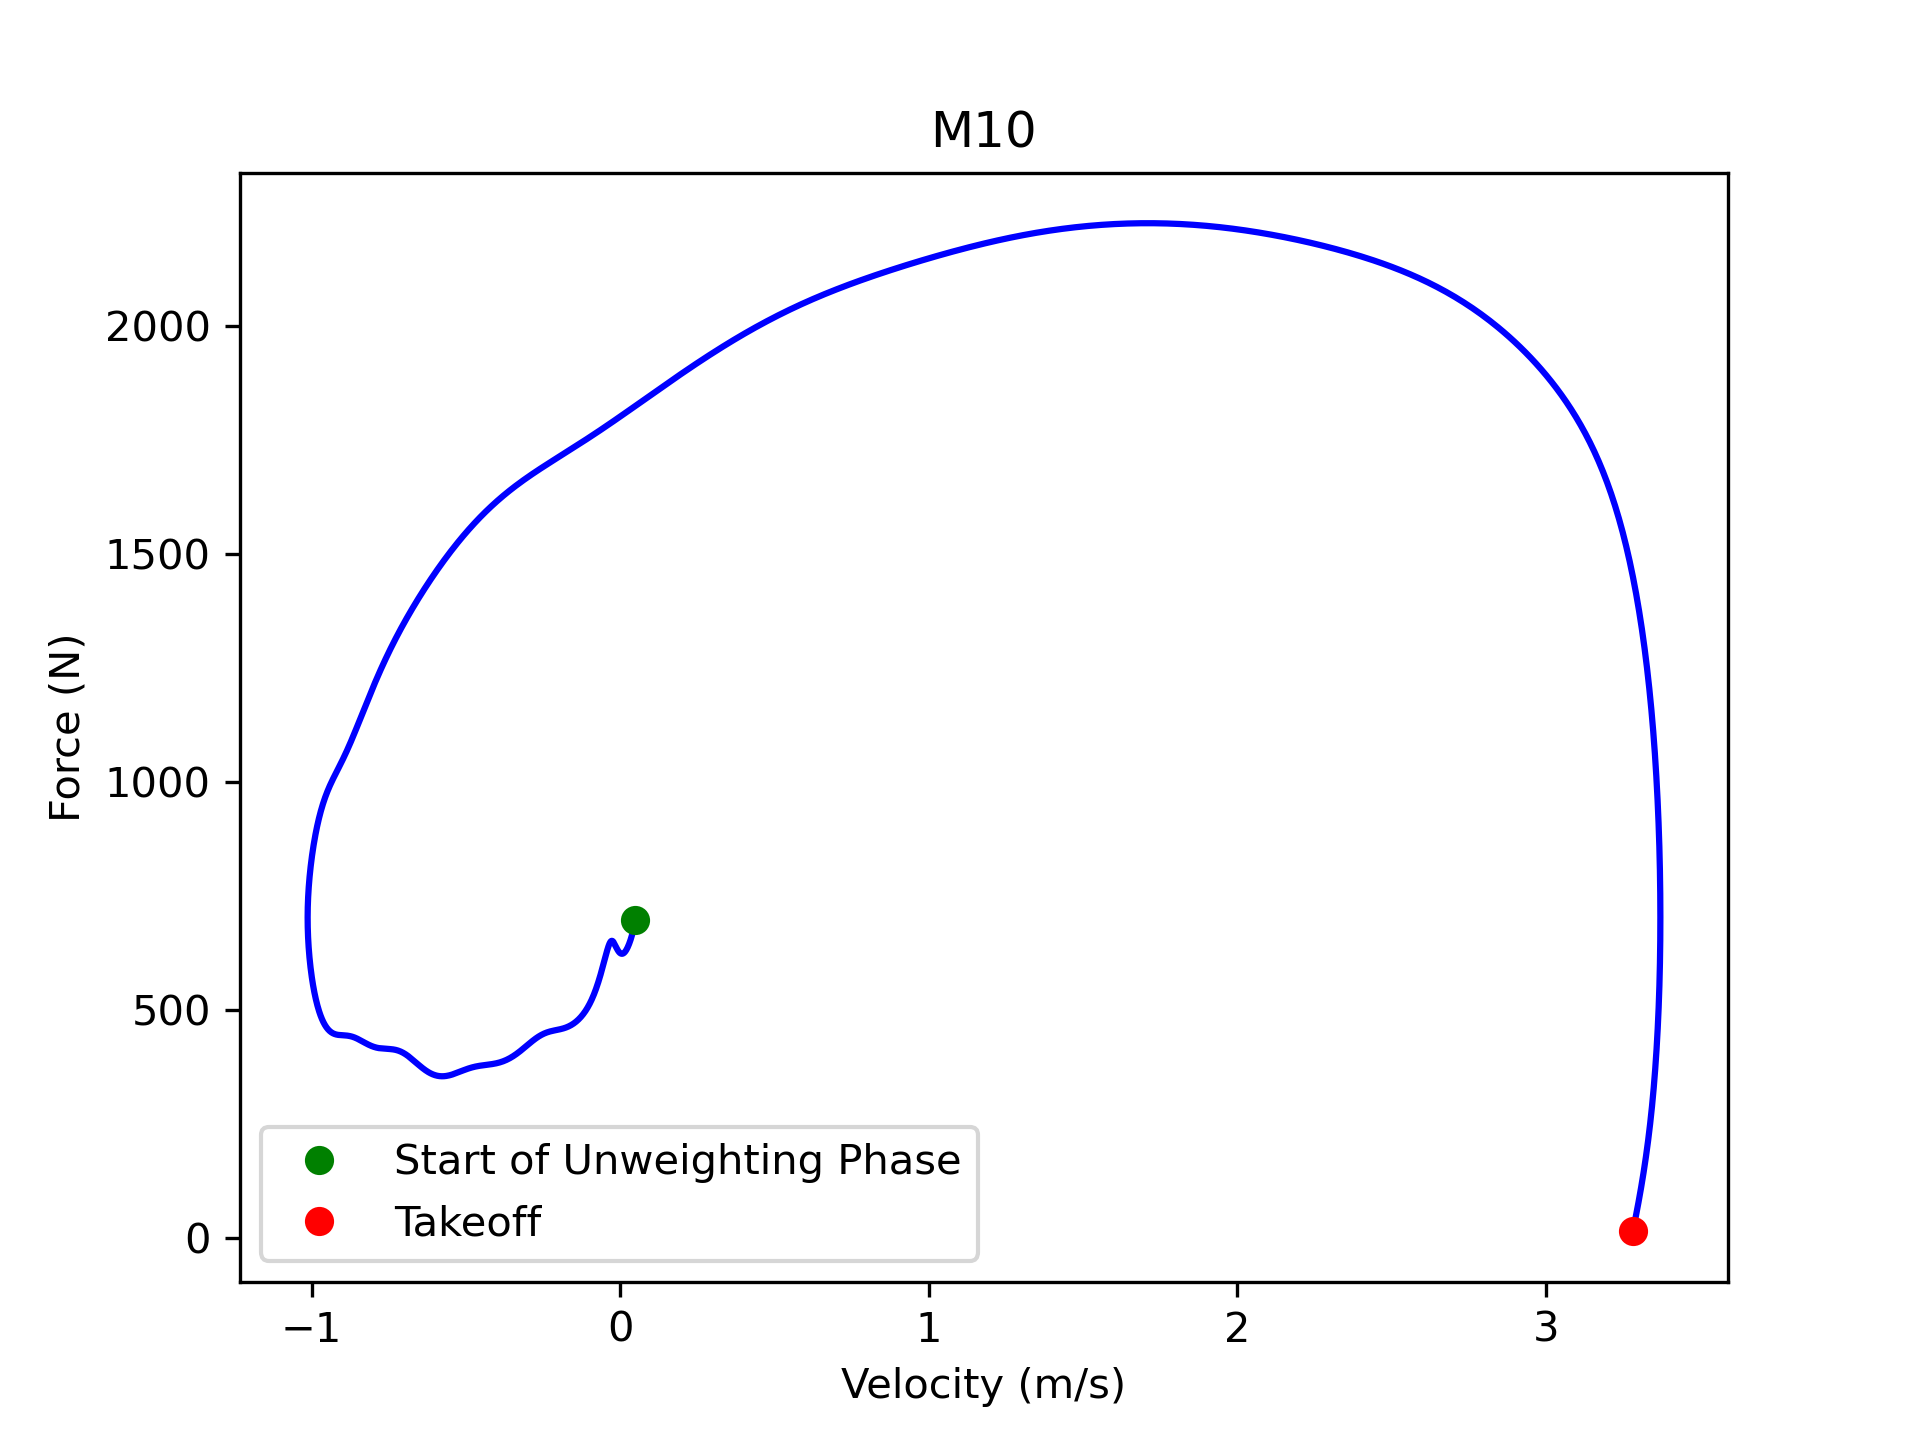 M10
Force (N)
2000
1500
1000
500
0
Start of Unweighting Phase
Takeoff
−1 0 1 2 3
Velocity (m/s)